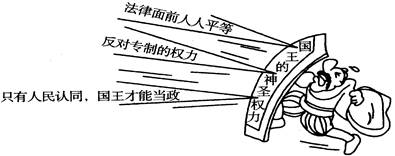 法律面前人人平等
反对专制的权力
只有人民认同，国王才能当政
国王的神圣权力